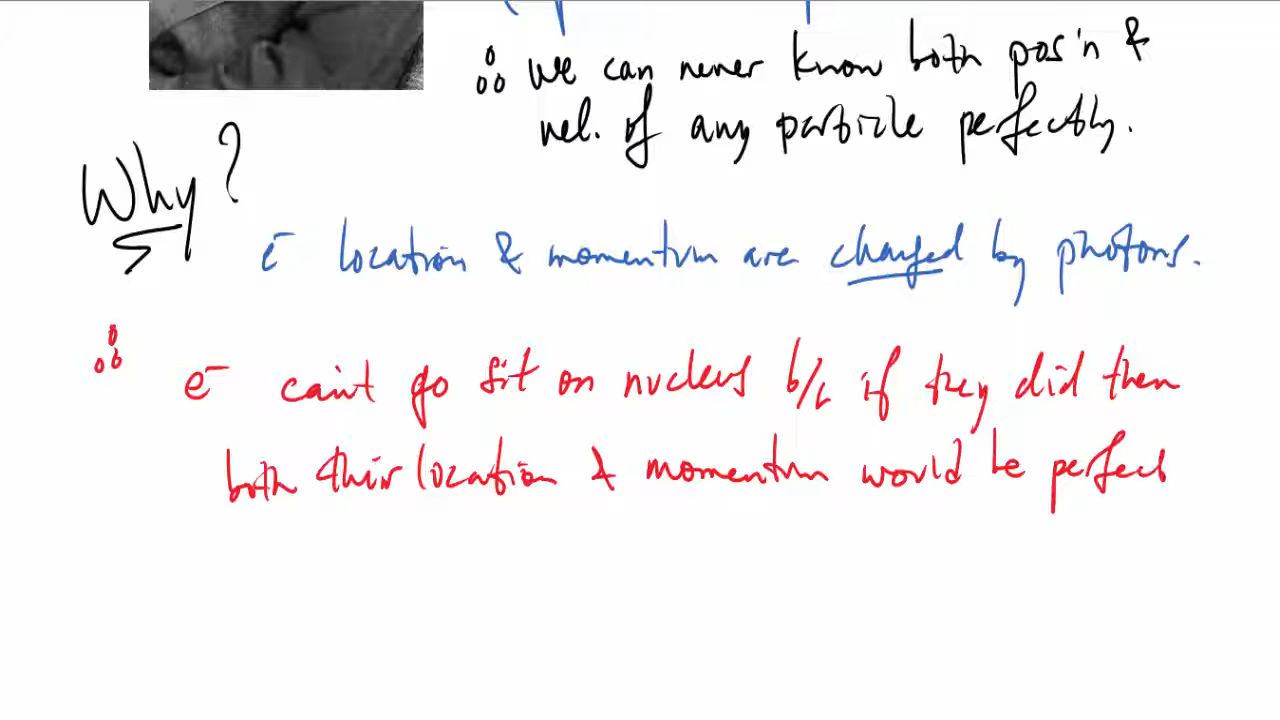 ∴ we can never know both pos'n &
vel. of any particle perfectly.
Why?
e⁻ location & momentum are changed by photons.
∴ e⁻ can't go sit on nucleus b/c if they did then
both their location & momentum would be perfect